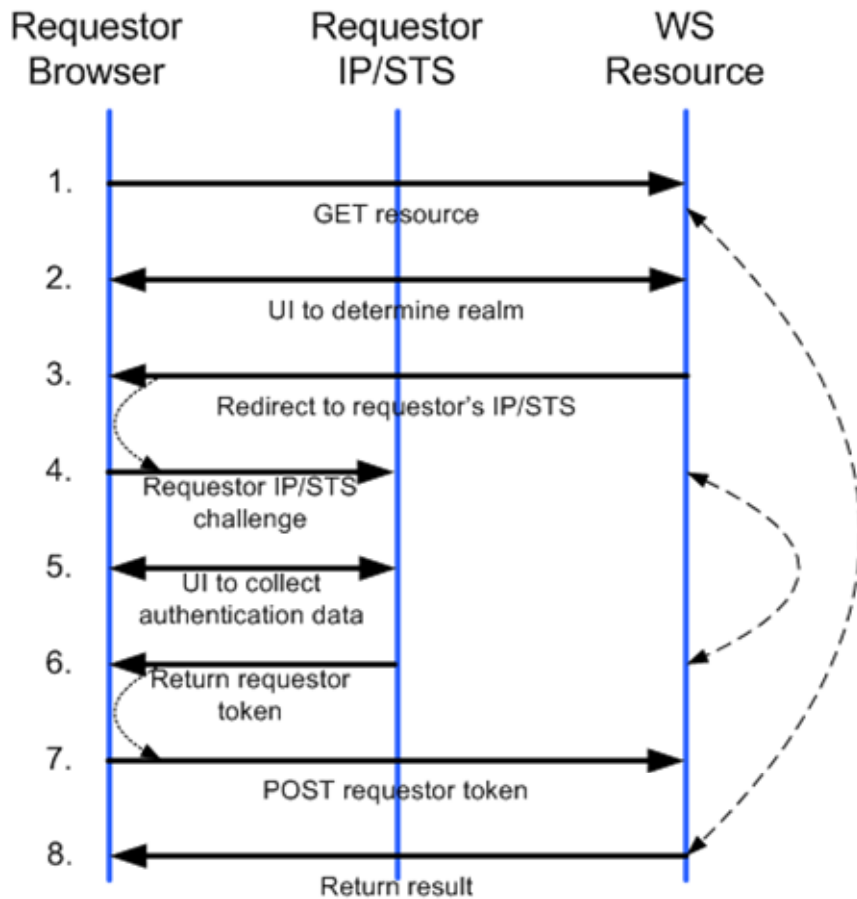 Requestor
Browser
Requestor
IP/STS
WS
Resource
1.
GET resource
2.
UI to determine realm
3.
Redirect to requestor's IP/STS
4.
Requestor IP/STS
challenge
5.
UI to collect
authentication data
6.
Return requestor
token
7.
POST requestor token
8.
Return result